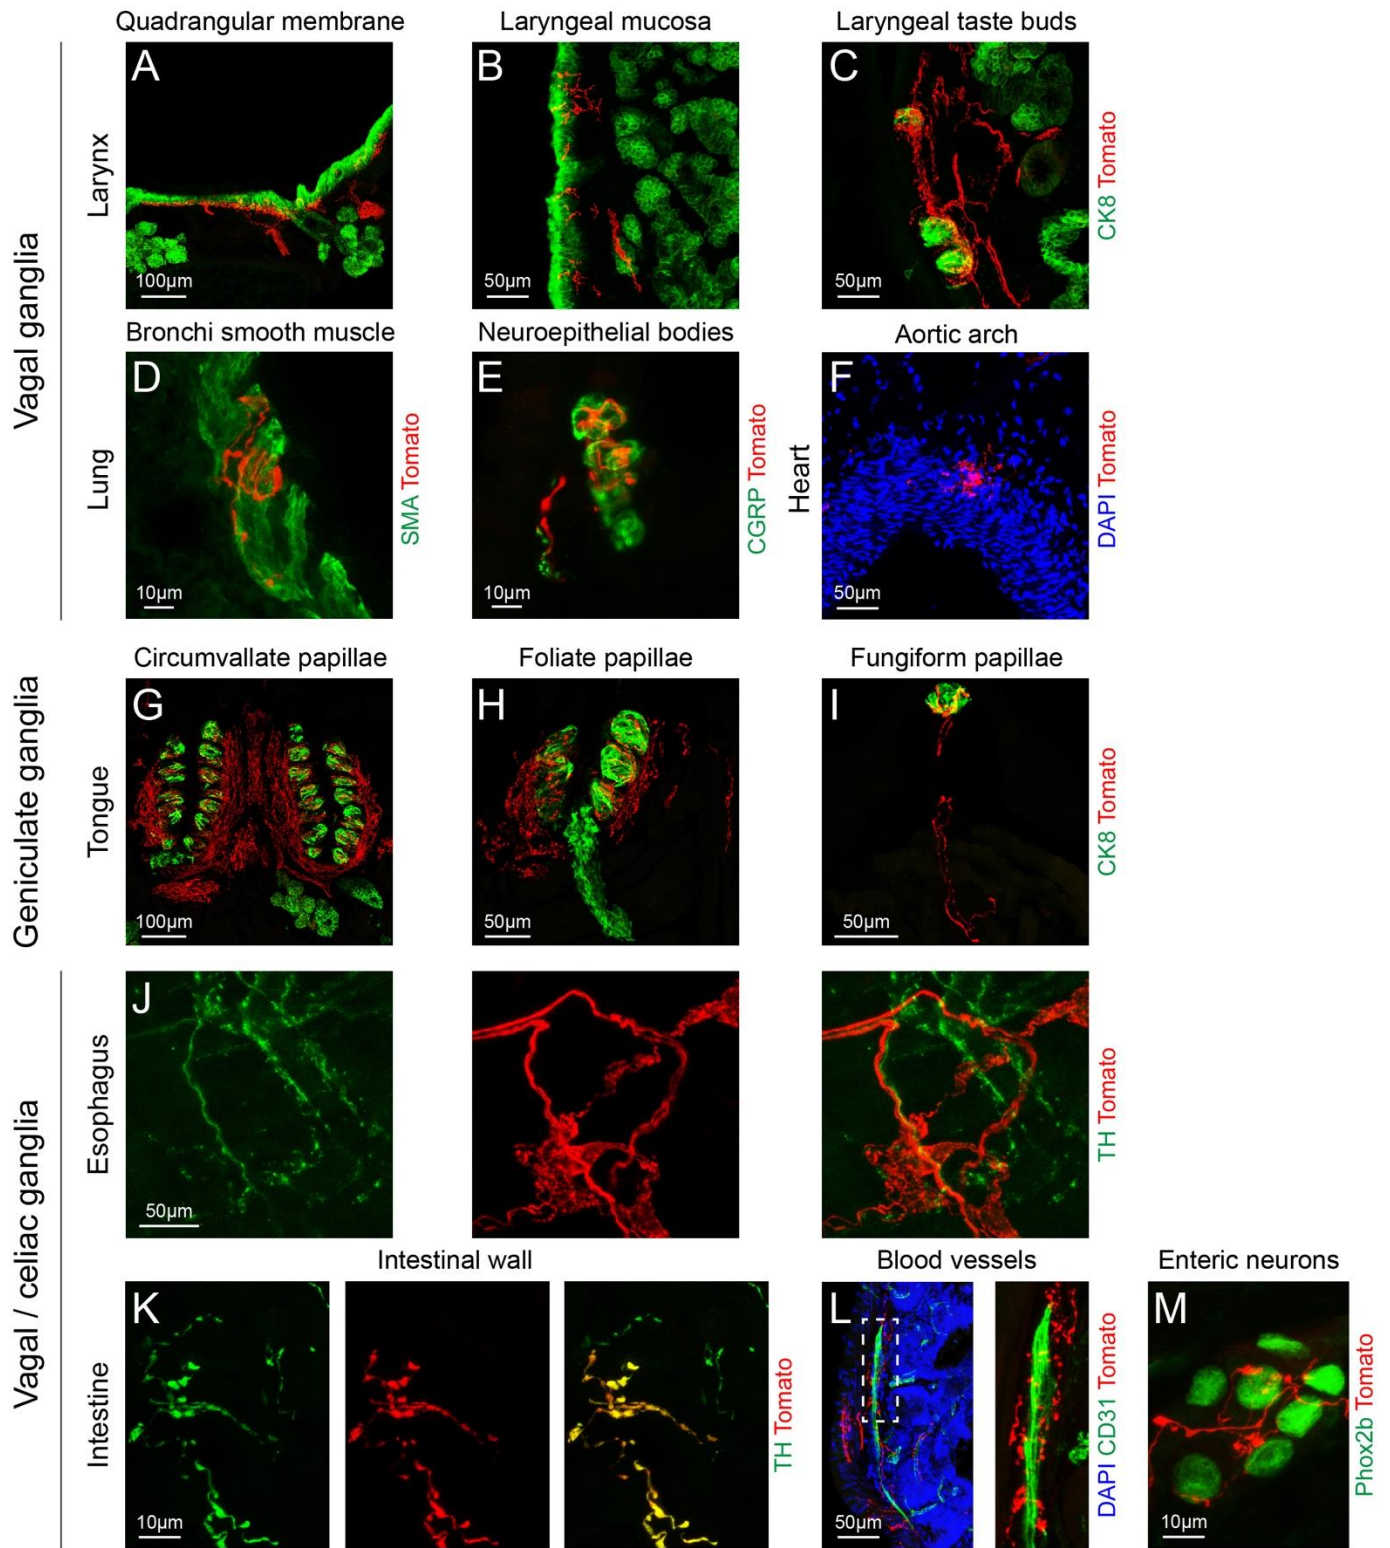 Quadrangular membrane
Laryngeal mucosa
Laryngeal taste buds
Vagal ganglia
Larynx
A
100µm
B
50µm
C
50µm
CK8 Tomato
Bronchi smooth muscle
Neuroepithelial bodies
Aortic arch
Lung
D
10µm
SMA Tomato
E
10µm
CGRP Tomato
Heart
F
50µm
DAPI Tomato
Circumvallate papillae
Foliate papillae
Fungiform papillae
Geniculate ganglia
Tongue
G
100µm
H
50µm
I
50µm
CK8 Tomato
Vagal / celiac ganglia
Esophagus
J
50µm
TH Tomato
Intestinal wall
Blood vessels
Enteric neurons
Intestine
K
10µm
TH Tomato
L
50µm
DAPI CD31 Tomato
M
10µm
Phox2b Tomato